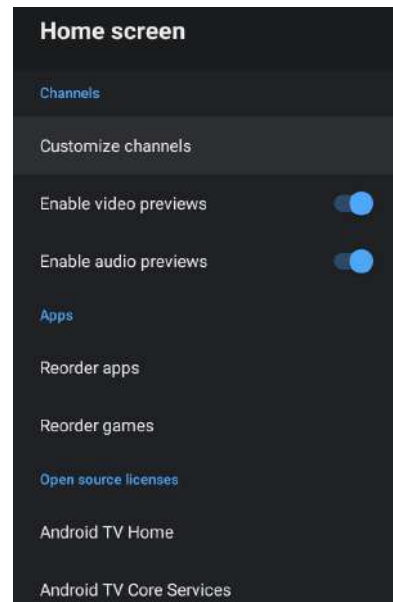 Home screen
Channels
Customize channels
Enable video previews
Enable audio previews
Apps
Reorder apps
Reorder games
Open source licenses
Android TV Home
Android TV Core Services